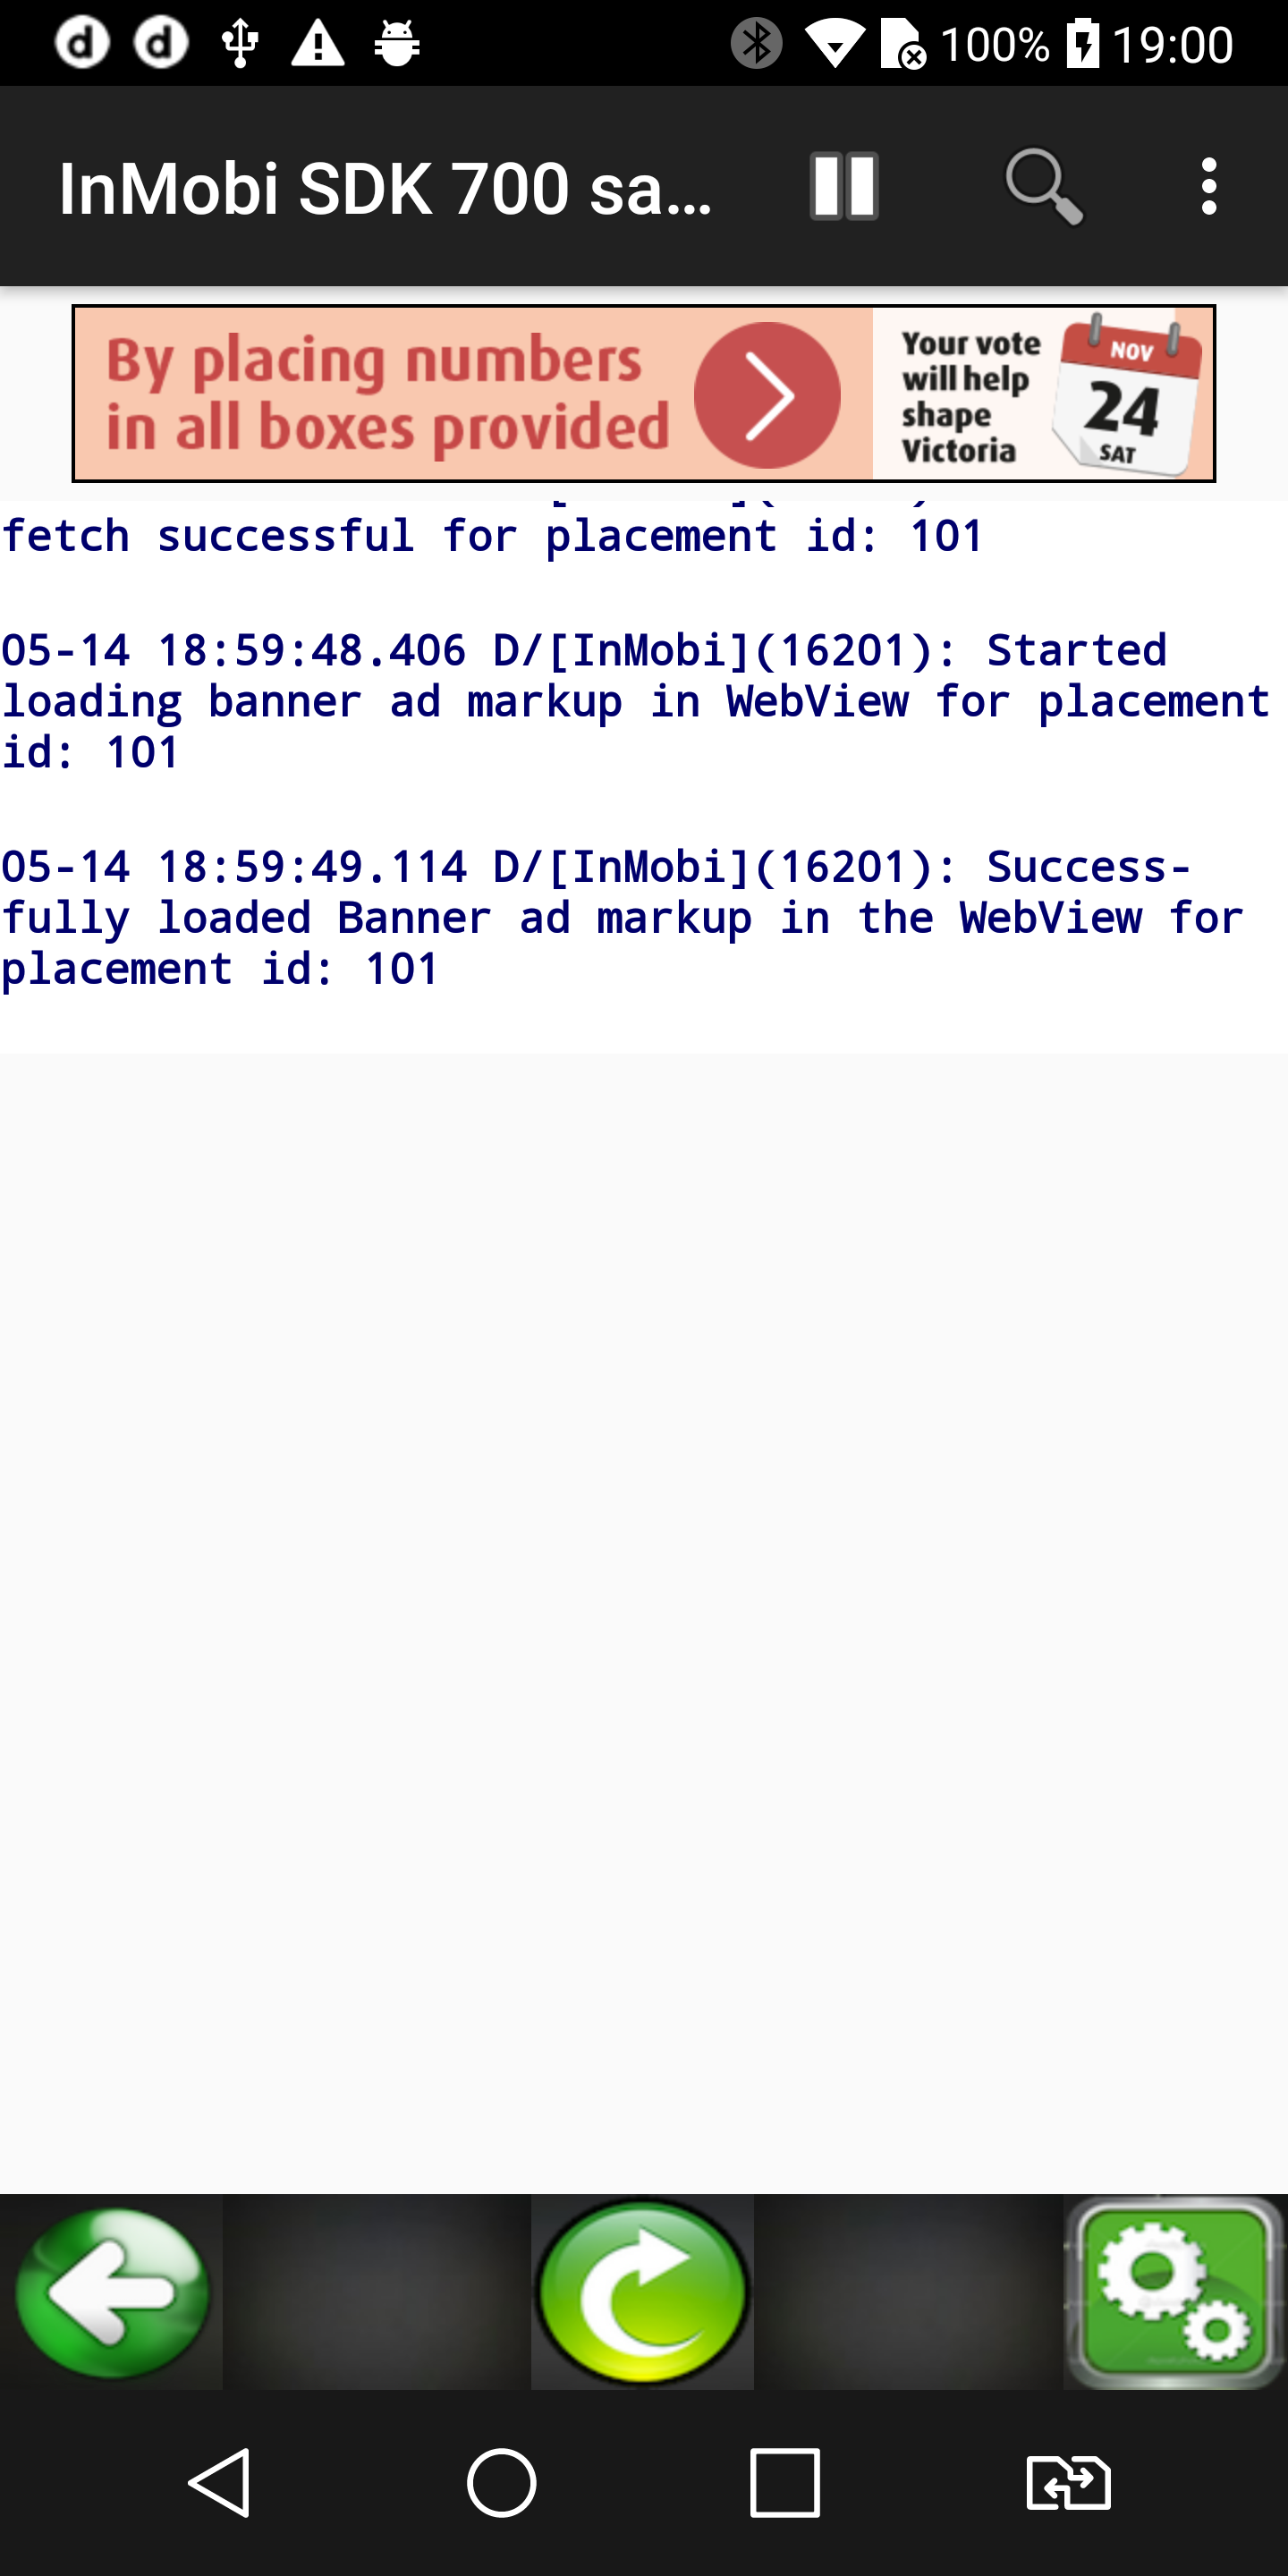 100% 19:00
InMobi SDK 700 sa...
By placing numbers
in all boxes provided
Your vote
will help
shape
Victoria
NOV
24
SAT
fetch successful for placement id: 101
05-14 18:59:48.406 D/[InMobi](16201): Started
loading banner ad markup in WebView for placement
id: 101
05-14 18:59:49.114 D/[InMobi](16201): Success-
fully loaded Banner ad markup in the WebView for
placement id: 101